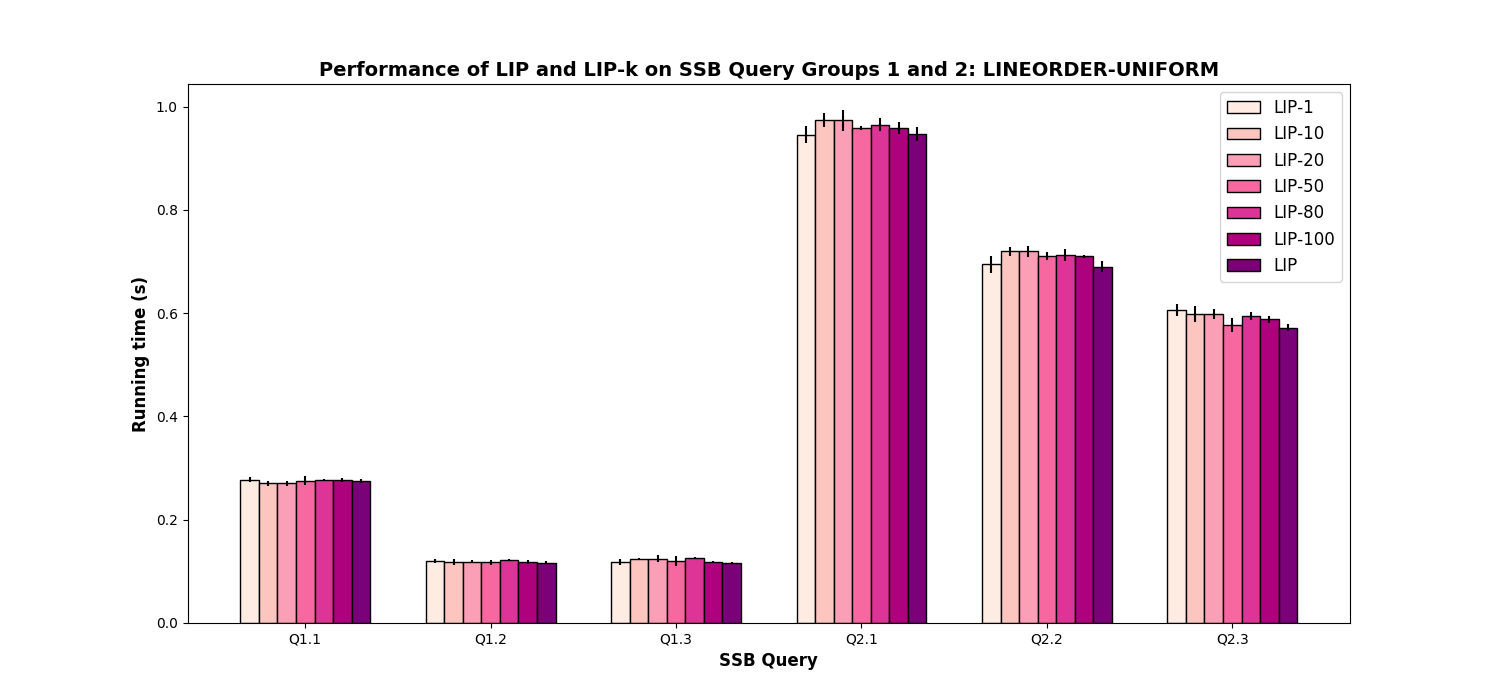 Performance of LIP and LIP-k on SSB Query Groups 1 and 2: LINEORDER-UNIFORM
LIP-1
LIP-10
LIP-20
LIP-50
LIP-80
LIP-100
LIP
Running time (s)
1.0
0.8
0.6
0.4
0.2
0.0
Q1.1 Q1.2 Q1.3 Q2.1 Q2.2 Q2.3
SSB Query